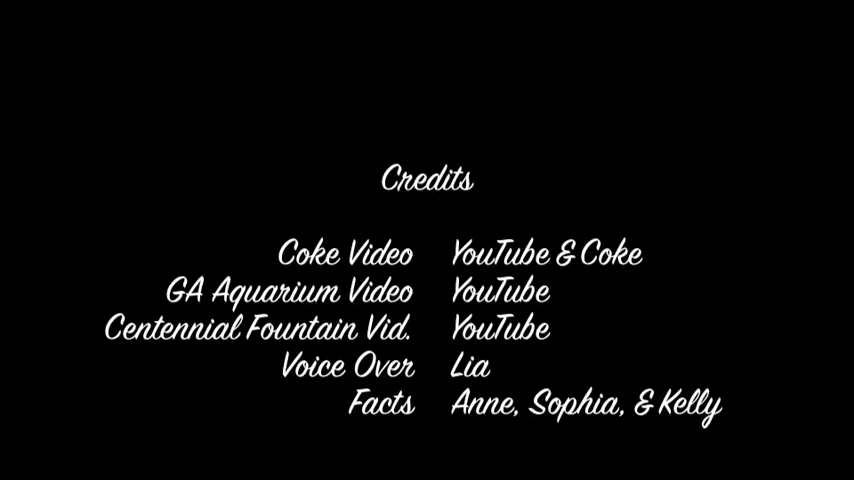 Credits
Coke Video YouTube & Coke
GA Aquarium Video YouTube
Centennial Fountain Vid. YouTube
Voice Over Lia
Facts Anne, Sophia, & Kelly